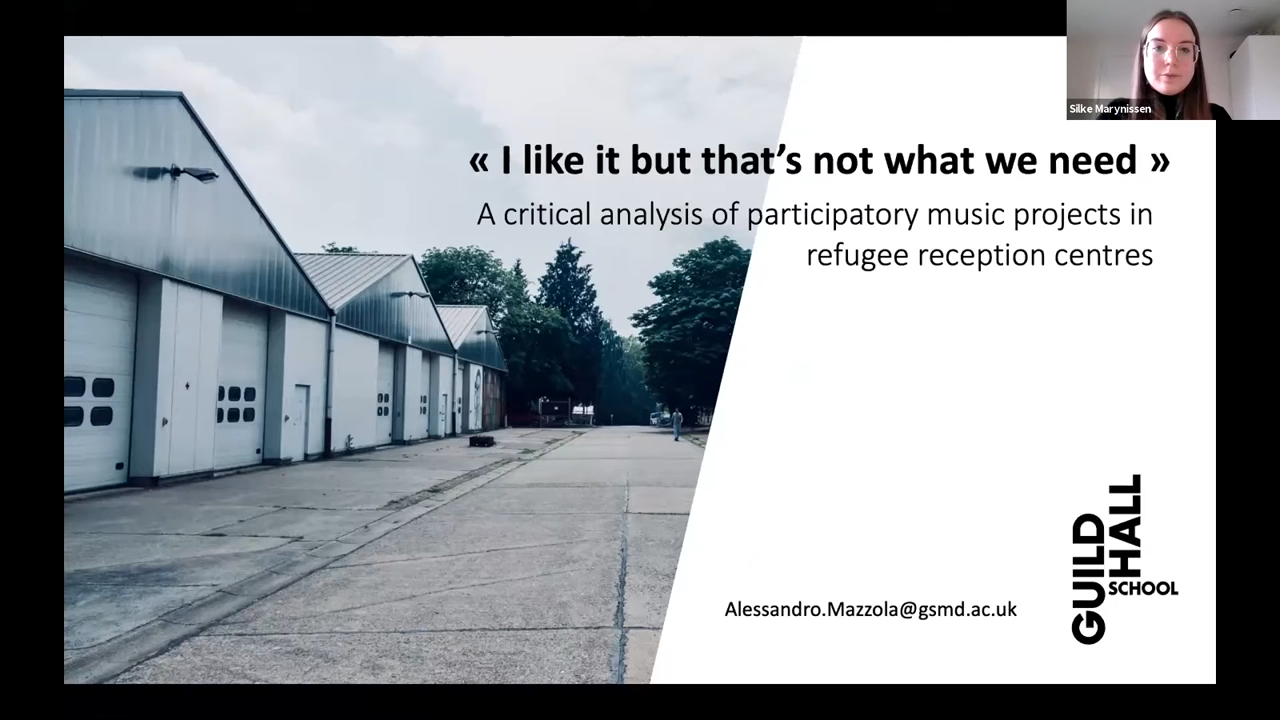 Silke Marynissen
« I like it but that’s not what we need »
A critical analysis of participatory music projects in
refugee reception centres
Alessandro.Mazzola@gsmd.ac.uk
GUILD
HALL
SCHOOL